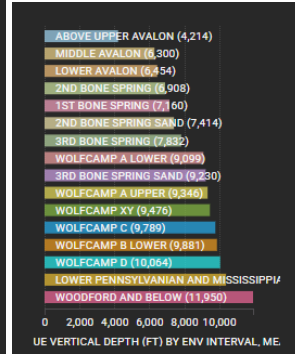 ABOVE UPPER AVALON (4,214)
MIDDLE AVALON (6,300)
LOWER AVALON (6,454)
2ND BONE SPRING (6,908)
1ST BONE SPRING (7,160)
2ND BONE SPRING SAND (7,414)
3RD BONE SPRING (7,832)
WOLFCAMP A LOWER (9,099)
3RD BONE SPRING SAND (9,230)
WOLFCAMP A UPPER (9,346)
WOLFCAMP XY (9,476)
WOLFCAMP C (9,789)
WOLFCAMP B LOWER (9,881)
WOLFCAMP D (10,064)
LOWER PENNSYLVANIAN AND MISSISSIPPIA
WOODFORD AND BELOW (11,950)
0 2,000 4,000 6,000 8,000 10,000
UE VERTICAL DEPTH (FT) BY ENV INTERVAL, ME